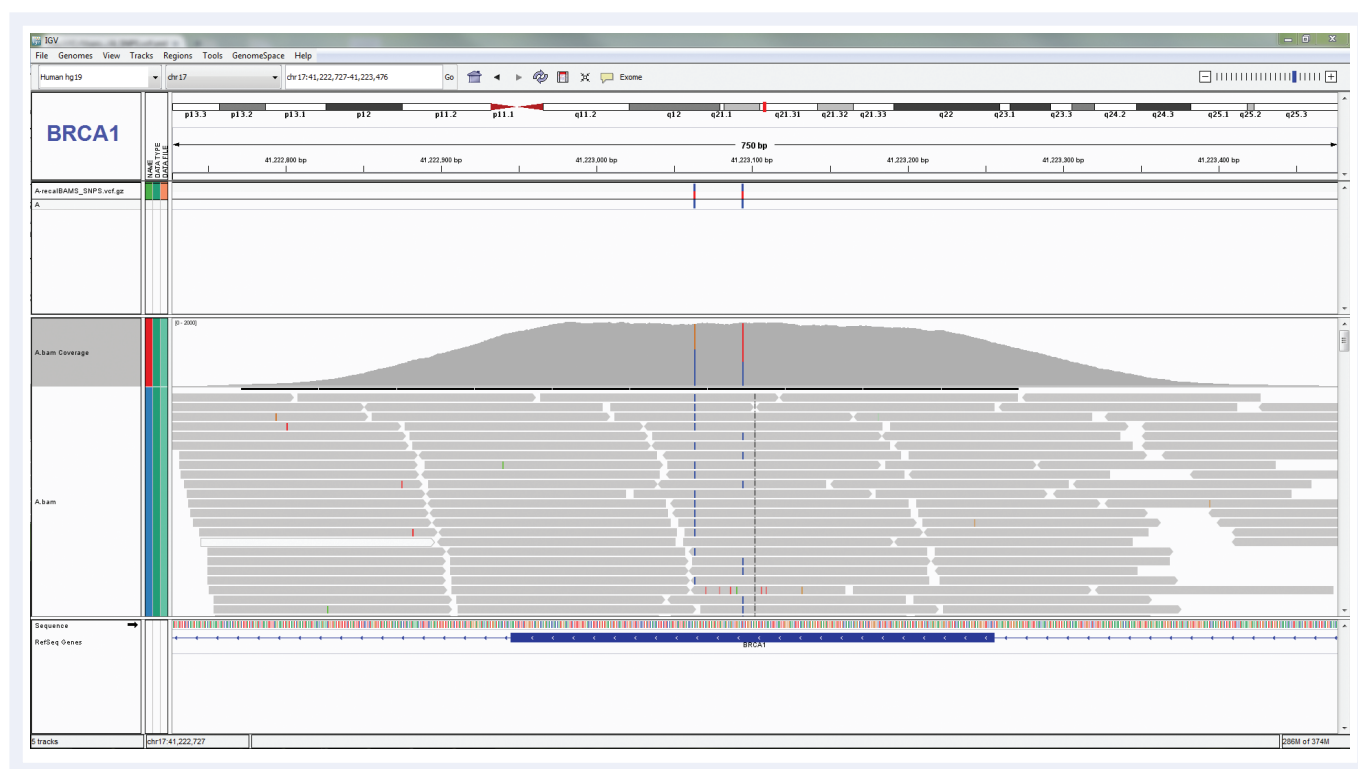 IGV
File Genomes View Tracks Regions Tools GenomeSpace Help
Human hg19 chr17 chr17:41,222,727-41,223,476 Go Exome
BRCA1
NAME
DATA TYPE
DATA FILE
p13.3 p13.2 p13.1 p12 p11.2 p11.1 q11.2 q12 q21.1 q21.31 q21.32 q21.33 q22 q23.1 q23.3 q24.2 q24.3 q25.1 q25.2 q25.3
750 bp
41,222,800 bp 41,222,900 bp 41,223,000 bp 41,223,100 bp 41,223,200 bp 41,223,300 bp 41,223,400 bp
A-recalBAMS_SNPS.vcf.gz
A
[0 - 2000]
A.bam Coverage
A.bam
Sequence
RefSeq Genes
BRCA1
5 tracks chr17:41,222,727 286M of 374M